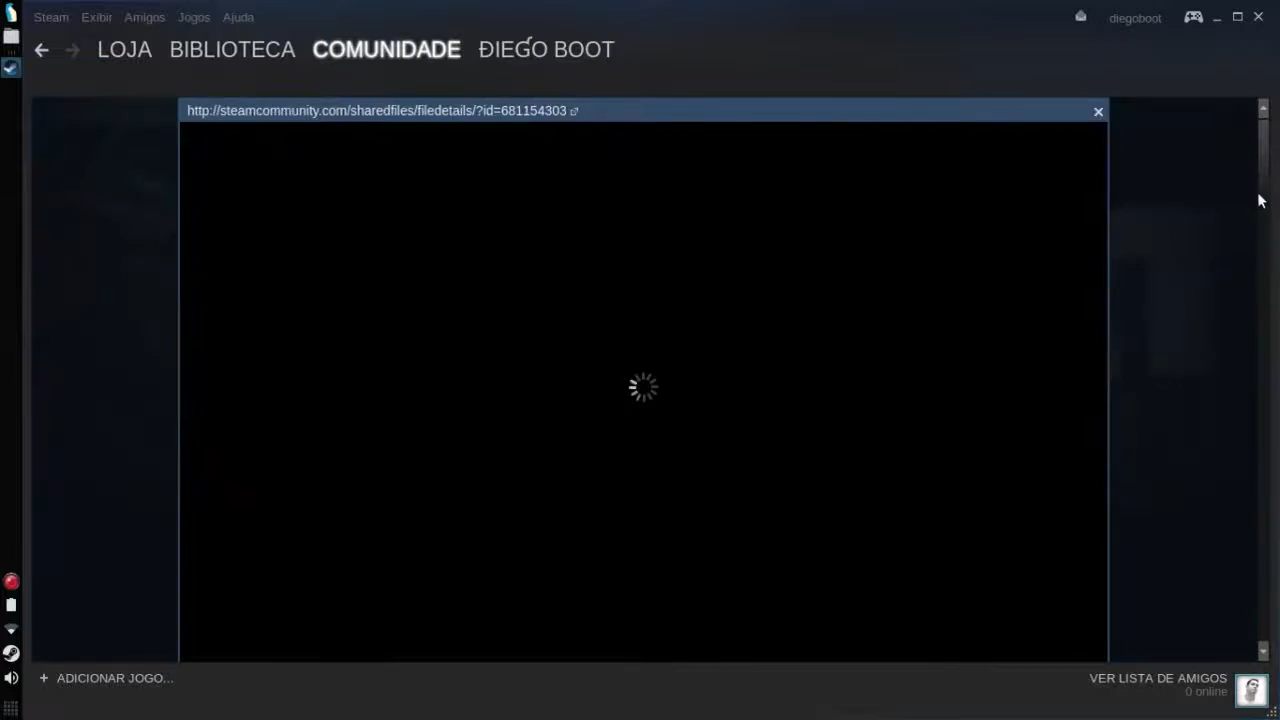 Steam Exibir Amigos Jogos Ajuda
diegoboot
LOJA BIBLIOTECA COMUNIDADE ĐIEƓO BOOT
http://steamcommunity.com/sharedfiles/filedetails/?id=681154303
+ ADICIONAR JOGO...
VER LISTA DE AMIGOS
0 online